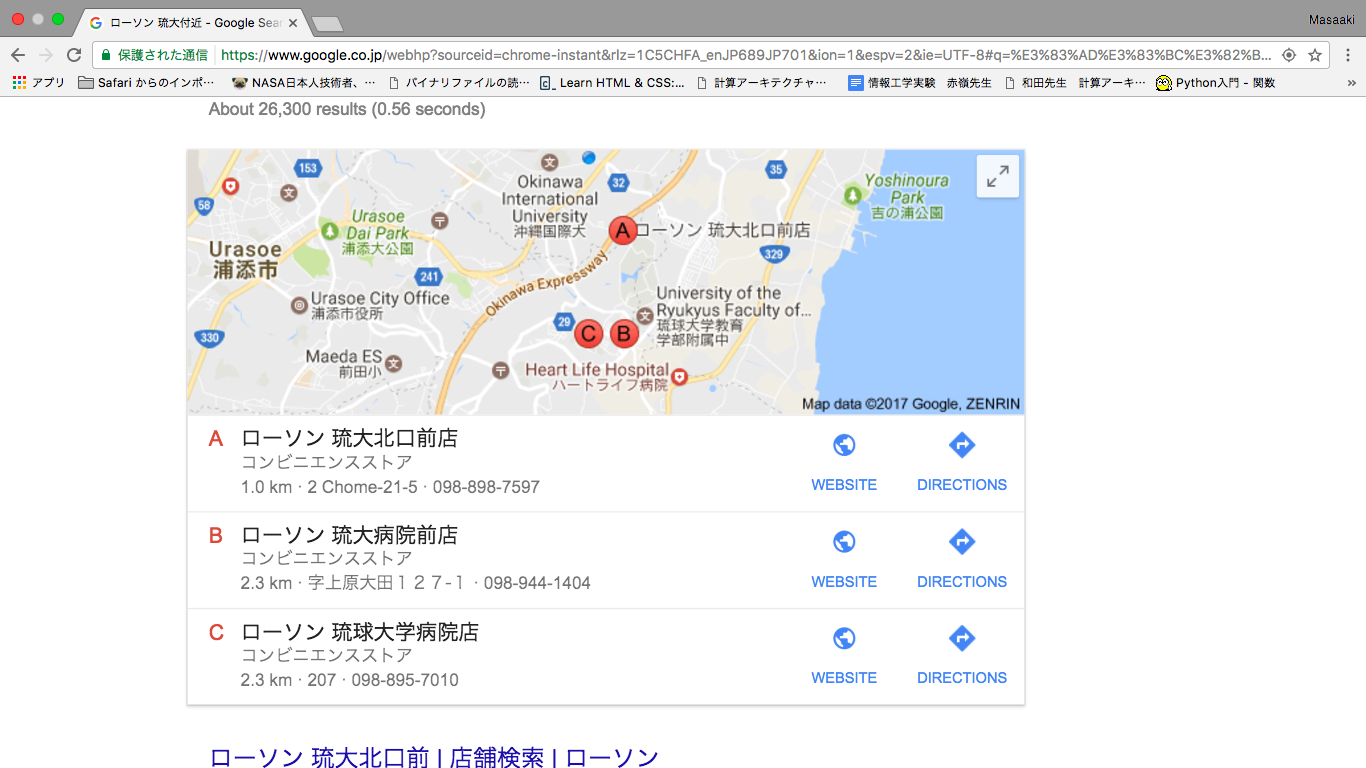 ローソン 琉大付近 - Google Sear
Masaaki
保護された通信
https://www.google.co.jp/webhp?sourceid=chrome-instant&rlz=1C5CHFA_enJP689JP701&ion=1&espv=2&ie=UTF-8#q=%E3%83%AD%E3%83%BC%E3%82%B...
アプリ
Safari からのインポ…
NASA日本人技術者、…
バイナリファイルの読…
Learn HTML & CSS:...
計算アーキテクチャ…
情報工学実験 赤嶺先生
和田先生 計算アーキ…
Python入門 - 関数
»
About 26,300 results (0.56 seconds)
153
58
Urasoe
Dai Park
浦添大公園
Urasoe
浦添市
241
Urasoe City Office
浦添市役所
330
Maeda ES
前田小
Okinawa
International
University
沖縄国際大
32
35
Yoshinoura
Park
吉の浦公園
A
ローソン 琉大北口前店
329
Okinawa Expressway
University of the
Ryukyus Faculty of...
琉球大学教育
学部附属中
29
C
B
Heart Life Hospital
ハートライフ病院
Map data ©2017 Google, ZENRIN
A ローソン 琉大北口前店
コンビニエンスストア
1.0 km · 2 Chome-21-5 · 098-898-7597
WEBSITE DIRECTIONS
B ローソン 琉大病院前店
コンビニエンスストア
2.3 km · 字上原大田１２７-１ · 098-944-1404
WEBSITE DIRECTIONS
C ローソン 琉球大学病院店
コンビニエンスストア
2.3 km · 207 · 098-895-7010
WEBSITE DIRECTIONS
ローソン 琉大北口前 | 店舗検索 | ローソン